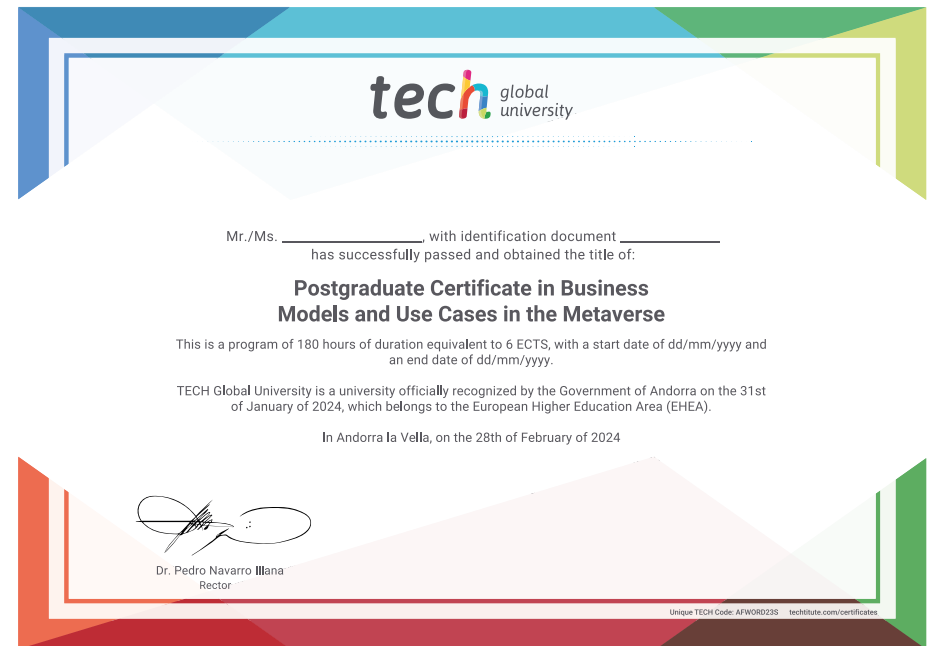 tech global
university
Mr./Ms. ____________, with identification document ____________
has successfully passed and obtained the title of:
Postgraduate Certificate in Business
Models and Use Cases in the Metaverse
This is a program of 180 hours of duration equivalent to 6 ECTS, with a start date of dd/mm/yyyy and
an end date of dd/mm/yyyy.
TECH Global University is a university officially recognized by the Government of Andorra on the 31st
of January of 2024, which belongs to the European Higher Education Area (EHEA).
In Andorra la Vella, on the 28th of February of 2024
Dr. Pedro Navarro Illana
Rector
Unique TECH Code: AFWORD23S techtitute.com/certificates